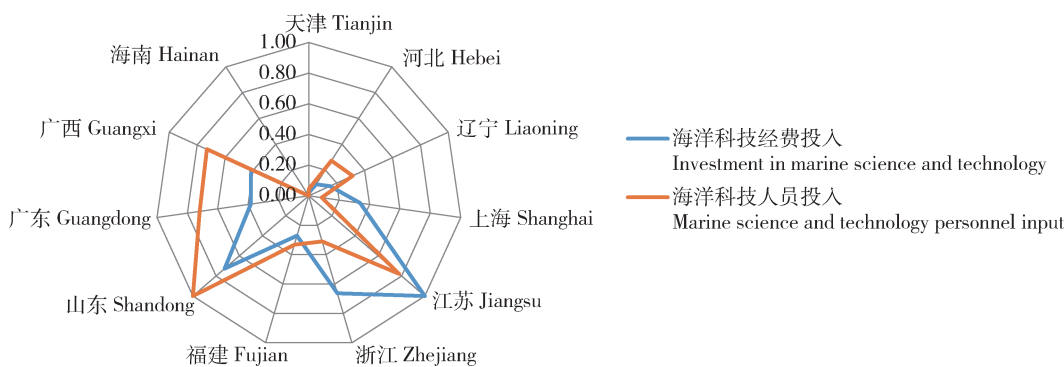 天津 Tianjin
河北 Hebei
辽宁 Liaoning
上海 Shanghai
江苏 Jiangsu
浙江 Zhejiang
福建 Fujian
山东 Shandong
广东 Guangdong
广西 Guangxi
海南 Hainan
1.00
0.80
0.60
0.40
0.20
0.00
海洋科技经费投入
Investment in marine science and technology
海洋科技人员投入
Marine science and technology personnel input